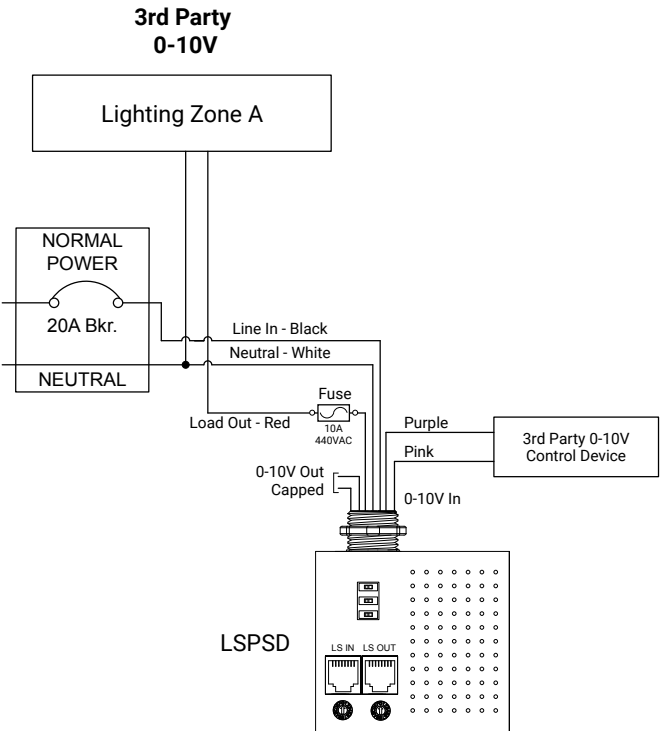 3rd Party
0-10V
Lighting Zone A
NORMAL
POWER
20A Bkr.
NEUTRAL
Line In - Black
Neutral - White
Fuse
10A
440VAC
Load Out - Red
Purple
Pink
3rd Party 0-10V
Control Device
0-10V Out
Capped
0-10V In
LSPSD
LS IN LS OUT